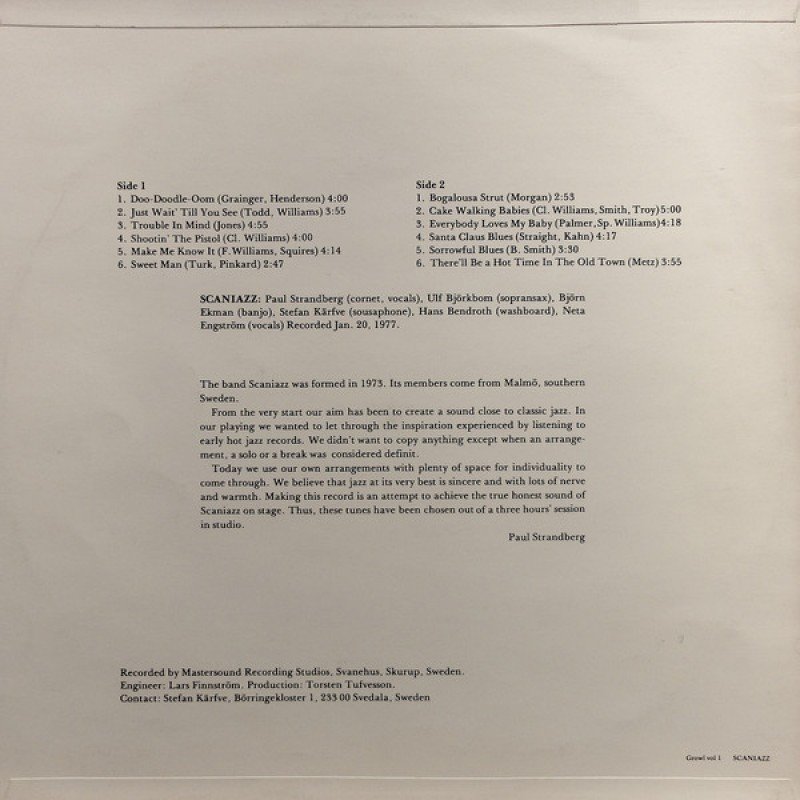 Side 1
1. Doo-Doodle-Oom (Grainger, Henderson) 4:00
2. Just Wait' Till You See (Todd, Williams) 3:55
3. Trouble In Mind (Jones) 4:55
4. Shootin' The Pistol (Cl. Williams) 4:00
5. Make Me Know It (F. Williams, Squires) 4:14
6. Sweet Man (Turk, Pinkard) 2:47
Side 2
1. Bogalousa Strut (Morgan) 2:53
2. Cake Walking Babies (Cl. Williams, Smith, Troy) 5:00
3. Everybody Loves My Baby (Palmer, Sp. Williams) 4:18
4. Santa Claus Blues (Straight, Kahn) 4:17
5. Sorrowful Blues (B. Smith) 3:30
6. There'll Be a Hot Time In The Old Town (Metz) 3:55
SCANIAZZ: Paul Strandberg (cornet, vocals), Ulf Björkbom (sopransax), Björn
Ekman (banjo), Stefan Kärfve (sousaphone), Hans Bendroth (washboard), Neta
Engström (vocals) Recorded Jan. 20, 1977.
The band Scaniazz was formed in 1973. Its members come from Malmö, southern
Sweden.
From the very start our aim has been to create a sound close to classic jazz. In
our playing we wanted to let through the inspiration experienced by listening to
early hot jazz records. We didn't want to copy anything except when an arrange-
ment, a solo or a break was considered definit.
Today we use our own arrangements with plenty of space for individuality to
come through. We believe that jazz at its very best is sincere and with lots of nerve
and warmth. Making this record is an attempt to achieve the true honest sound of
Scaniazz on stage. Thus, these tunes have been chosen out of a three hours' session
in studio.
Paul Strandberg
Recorded by Mastersound Recording Studios, Svanehus, Skurup, Sweden.
Engineer: Lars Finnström. Production: Torsten Tufvesson.
Contact: Stefan Kärfve, Börringekloster 1, 233 00 Svedala, Sweden
Growl vol 1 SCANIAZZ